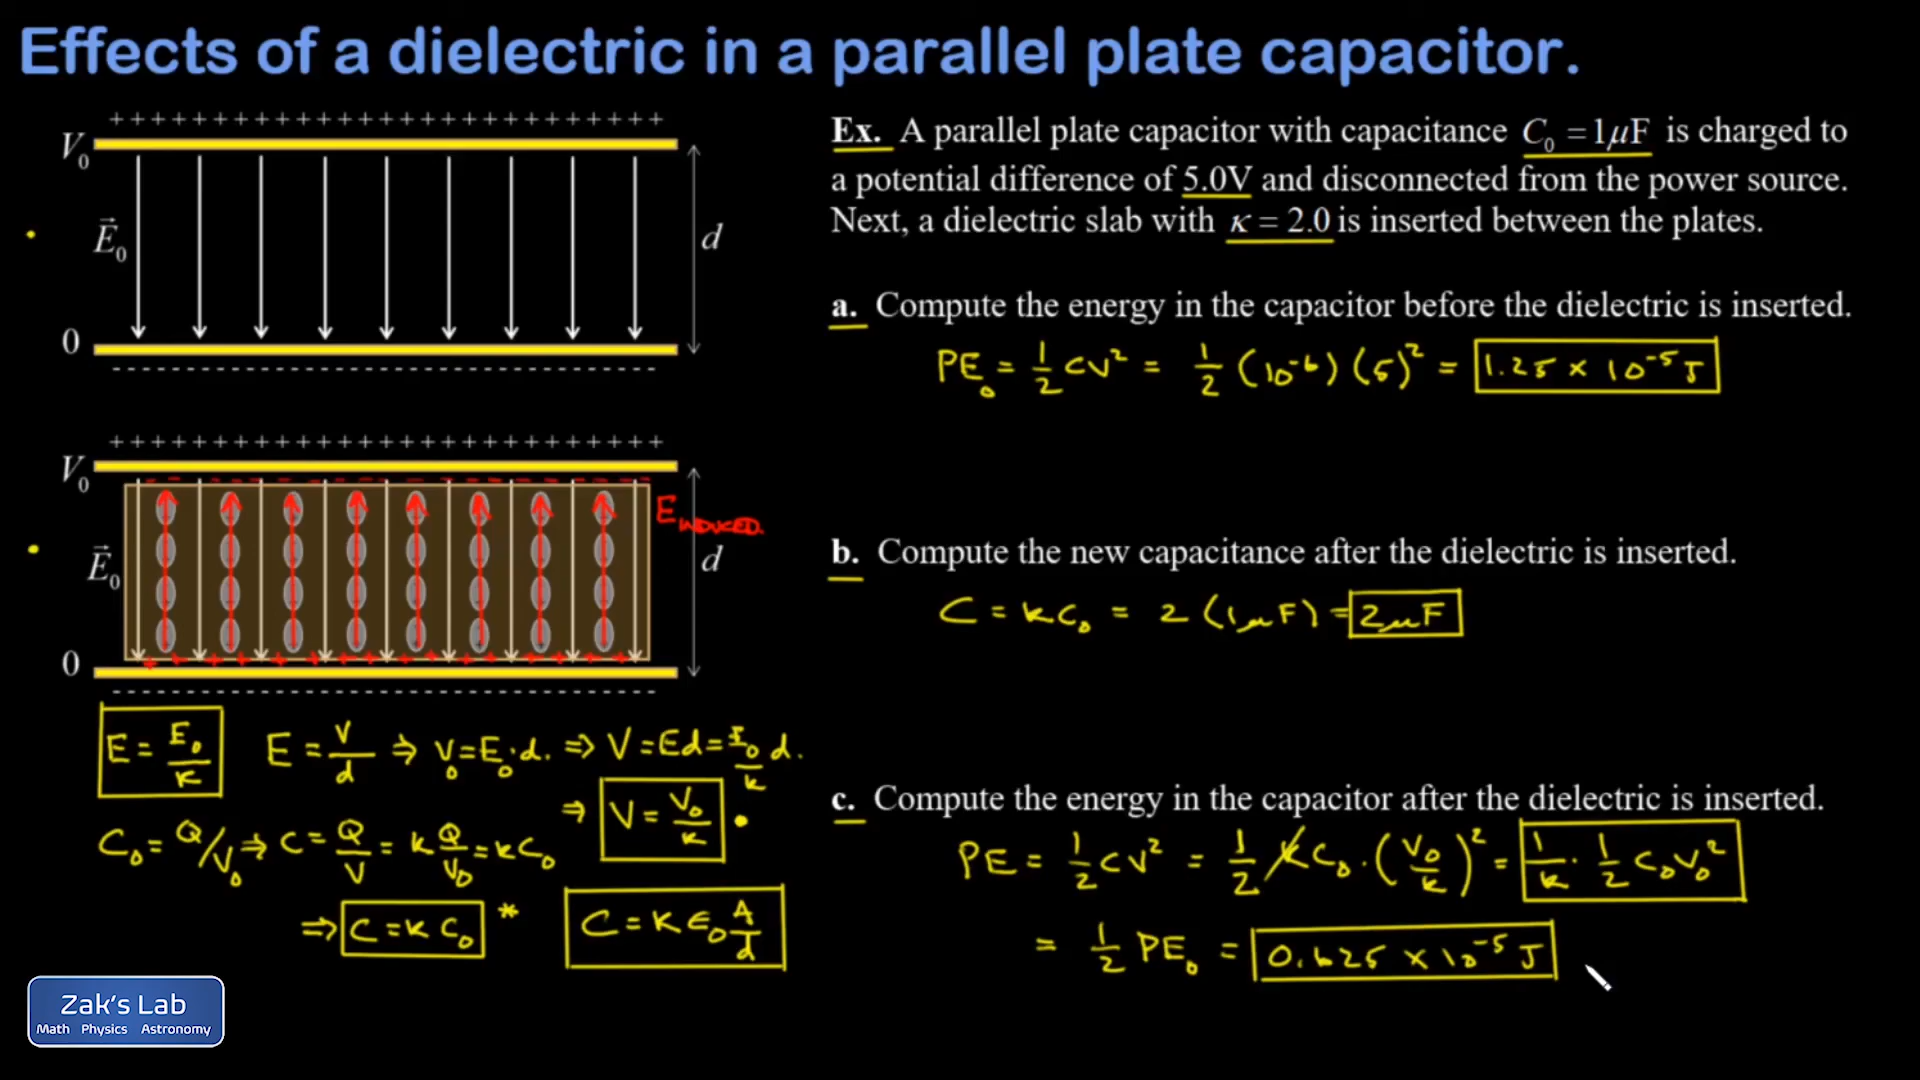 Effects of a dielectric in a parallel plate capacitor.
+ + + + + + + + + + + + + + + + + + + + + + + + + + +
V₀
E⃗₀
d
0
- - - - - - - - - - - - - - - - - - - - - - - - - - -
+ + + + + + + + + + + + + + + + + + + + + + + + + + +
V₀
E INDUCED.
E⃗₀
d
0
- - - - - - - - - - - - - - - - - - - - - - - - - - -
E = E₀/κ   E = V/d ⇒ V₀ = E₀·d. ⇒ V = Ed = E₀/κ d.
⇒ V = V₀/κ •
C₀ = Q/V₀ ⇒ C = Q/V = κ Q/V₀ = κC₀
⇒ C = κ C₀ *   C = κ ϵ₀ A/d
Zak's Lab
Math Physics Astronomy
Ex. A parallel plate capacitor with capacitance C₀ = 1μF is charged to
a potential difference of 5.0V and disconnected from the power source.
Next, a dielectric slab with κ = 2.0 is inserted between the plates.
a. Compute the energy in the capacitor before the dielectric is inserted.
PE₀ = 1/2 CV² = 1/2 (10⁻⁶)(5)² = 1.25 × 10⁻⁵ J
b. Compute the new capacitance after the dielectric is inserted.
C = κC₀ = 2 (1μF) = 2μF
c. Compute the energy in the capacitor after the dielectric is inserted.
PE = 1/2 CV² = 1/2 κC₀ · (V₀/κ)² = 1/κ · 1/2 C₀V₀²
= 1/2 PE₀ = 0.625 × 10⁻⁵ J